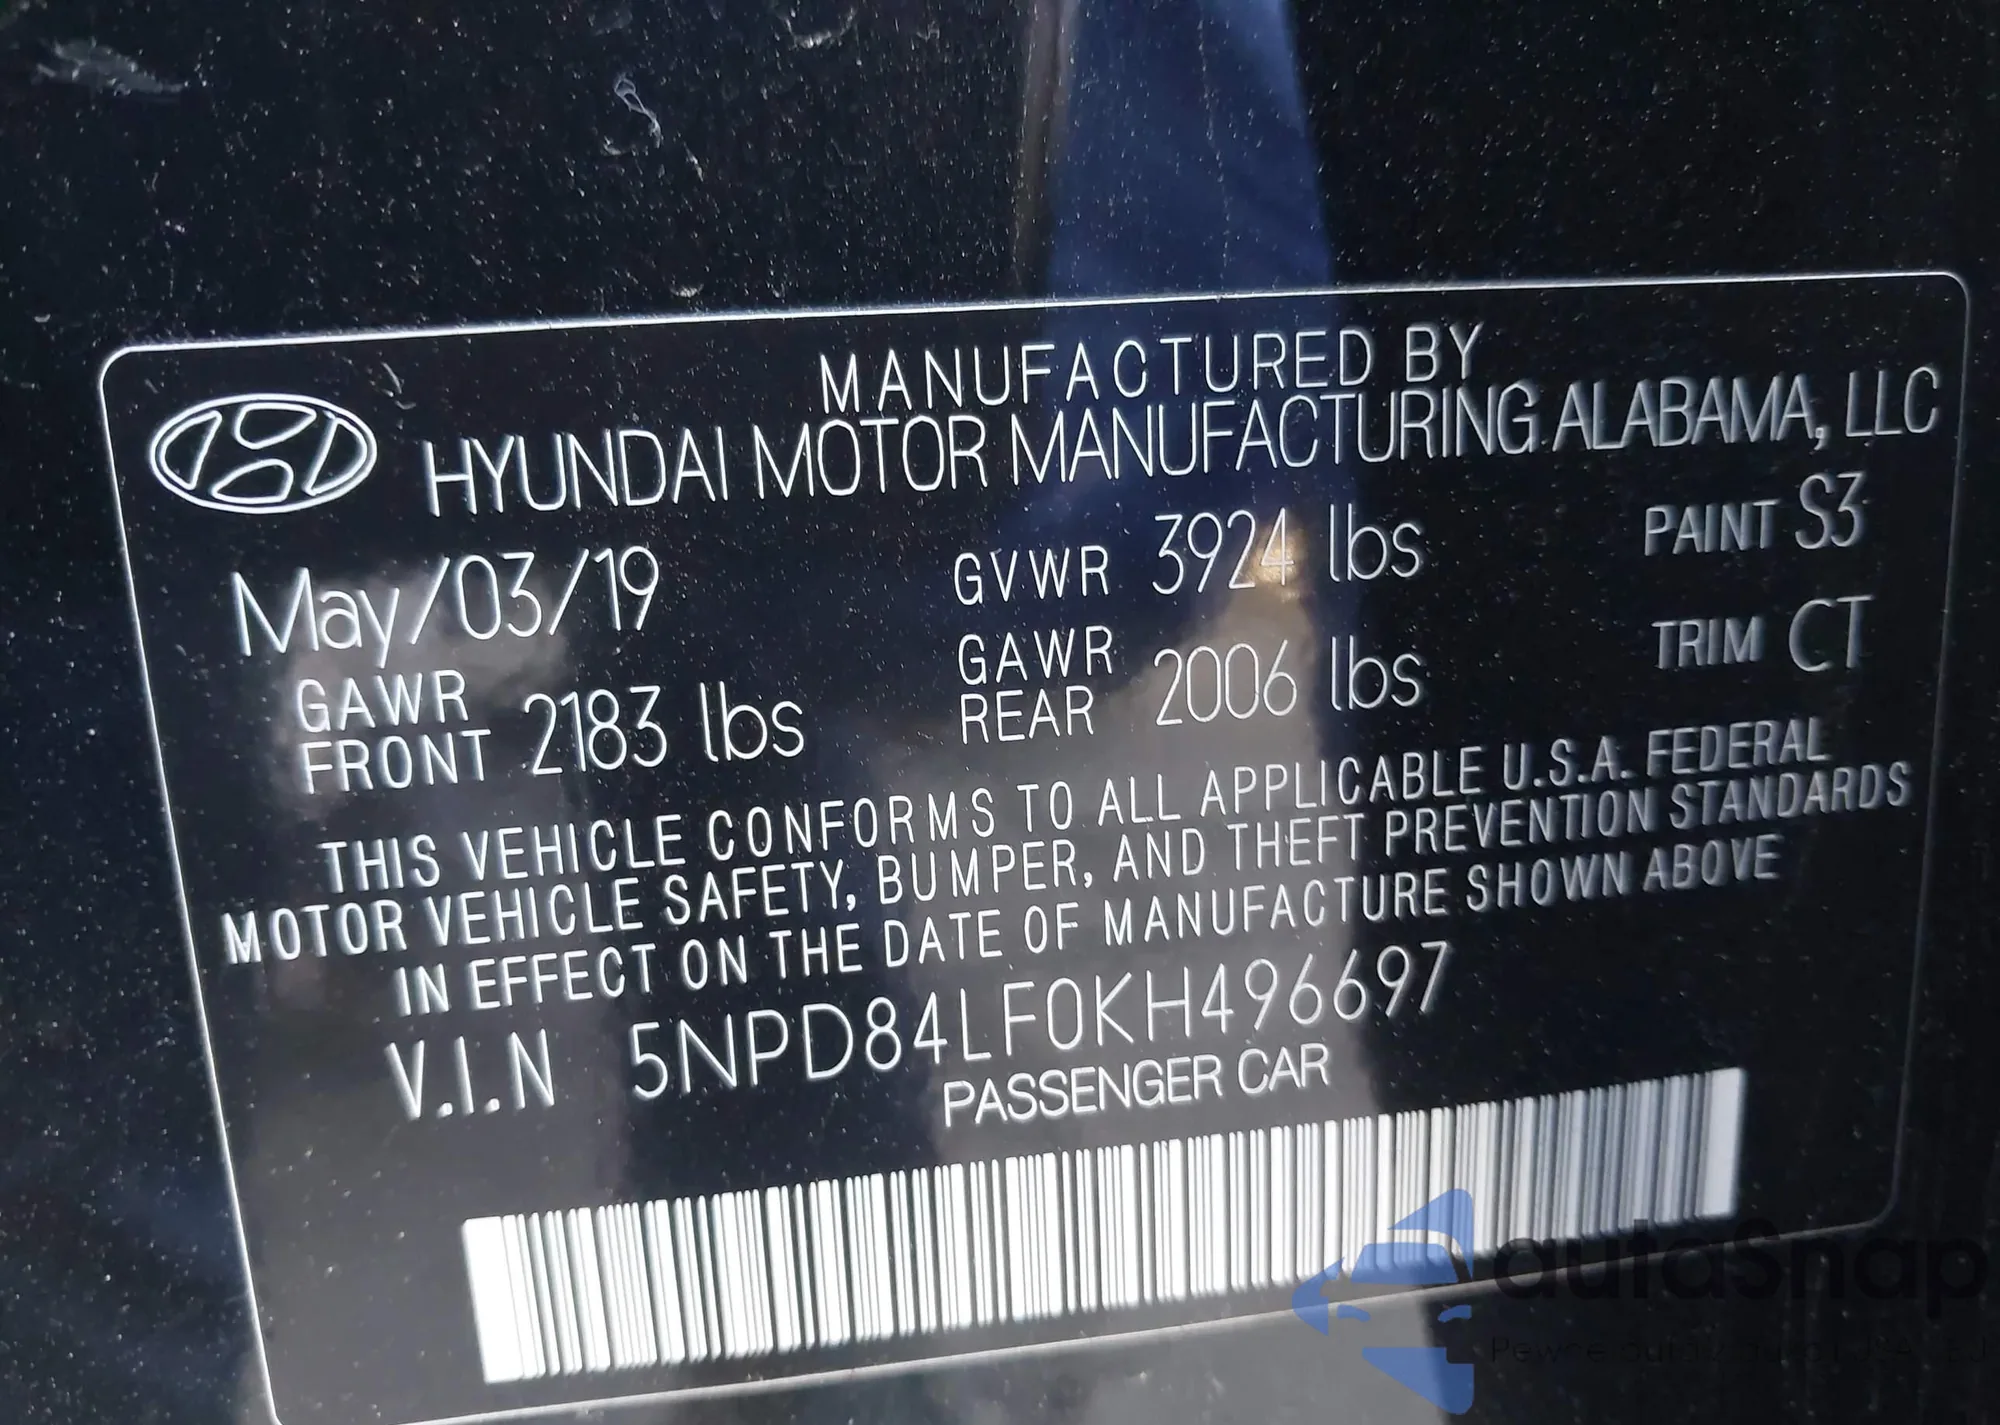 MANUFACTURED BY
HYUNDAI MOTOR MANUFACTURING ALABAMA, LLC
May/03/19 GVWR 3924 lbs PAINT S3
GAWR FRONT 2183 lbs GAWR REAR 2006 lbs TRIM CT
THIS VEHICLE CONFORMS TO ALL APPLICABLE U.S.A. FEDERAL
MOTOR VEHICLE SAFETY, BUMPER, AND THEFT PREVENTION STANDARDS
IN EFFECT ON THE DATE OF MANUFACTURE SHOWN ABOVE
V.I.N 5NPD84LF0KH496697
PASSENGER CAR
autoSnap